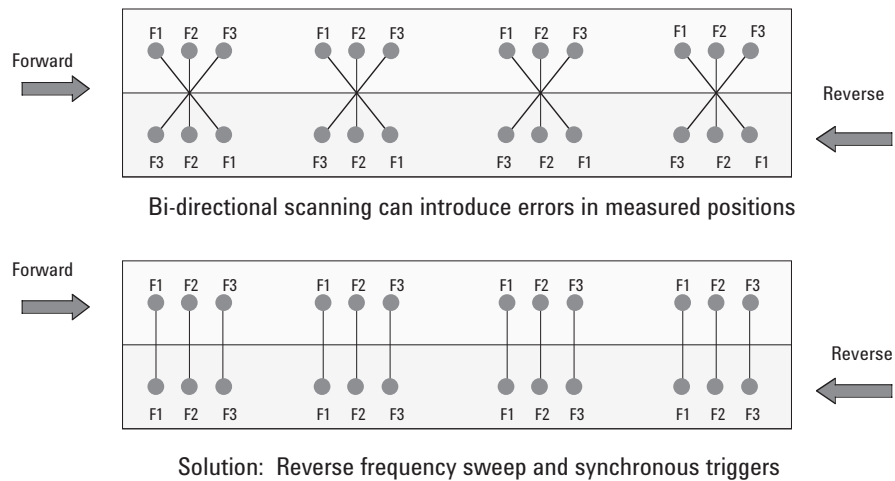 F1 F2 F3 F1 F2 F3 F1 F2 F3 F1 F2 F3
Forward
Reverse
F3 F2 F1 F3 F2 F1 F3 F2 F1 F3 F2 F1
Bi-directional scanning can introduce errors in measured positions
Forward
F1 F2 F3 F1 F2 F3 F1 F2 F3 F1 F2 F3
Reverse
F1 F2 F3 F1 F2 F3 F1 F2 F3 F1 F2 F3
Solution: Reverse frequency sweep and synchronous triggers